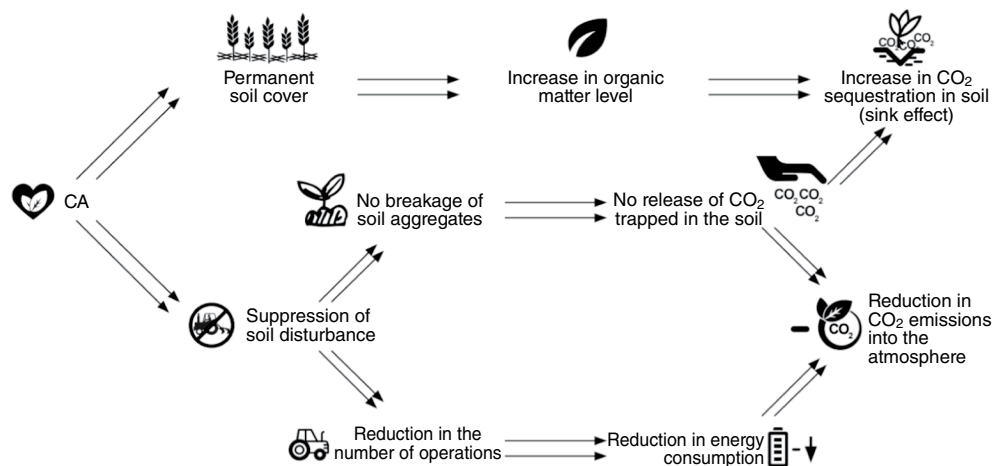 Permanent
soil cover
Increase in organic
matter level
CO₂ CO₂ CO₂
Increase in CO₂
sequestration in soil
(sink effect)
CA
No breakage of
soil aggregates
No release of CO₂
trapped in the soil
CO₂CO₂
CO₂
Suppression of
soil disturbance
CO₂
Reduction in
CO₂ emissions
into the
atmosphere
Reduction in the
number of operations
Reduction in energy
consumption